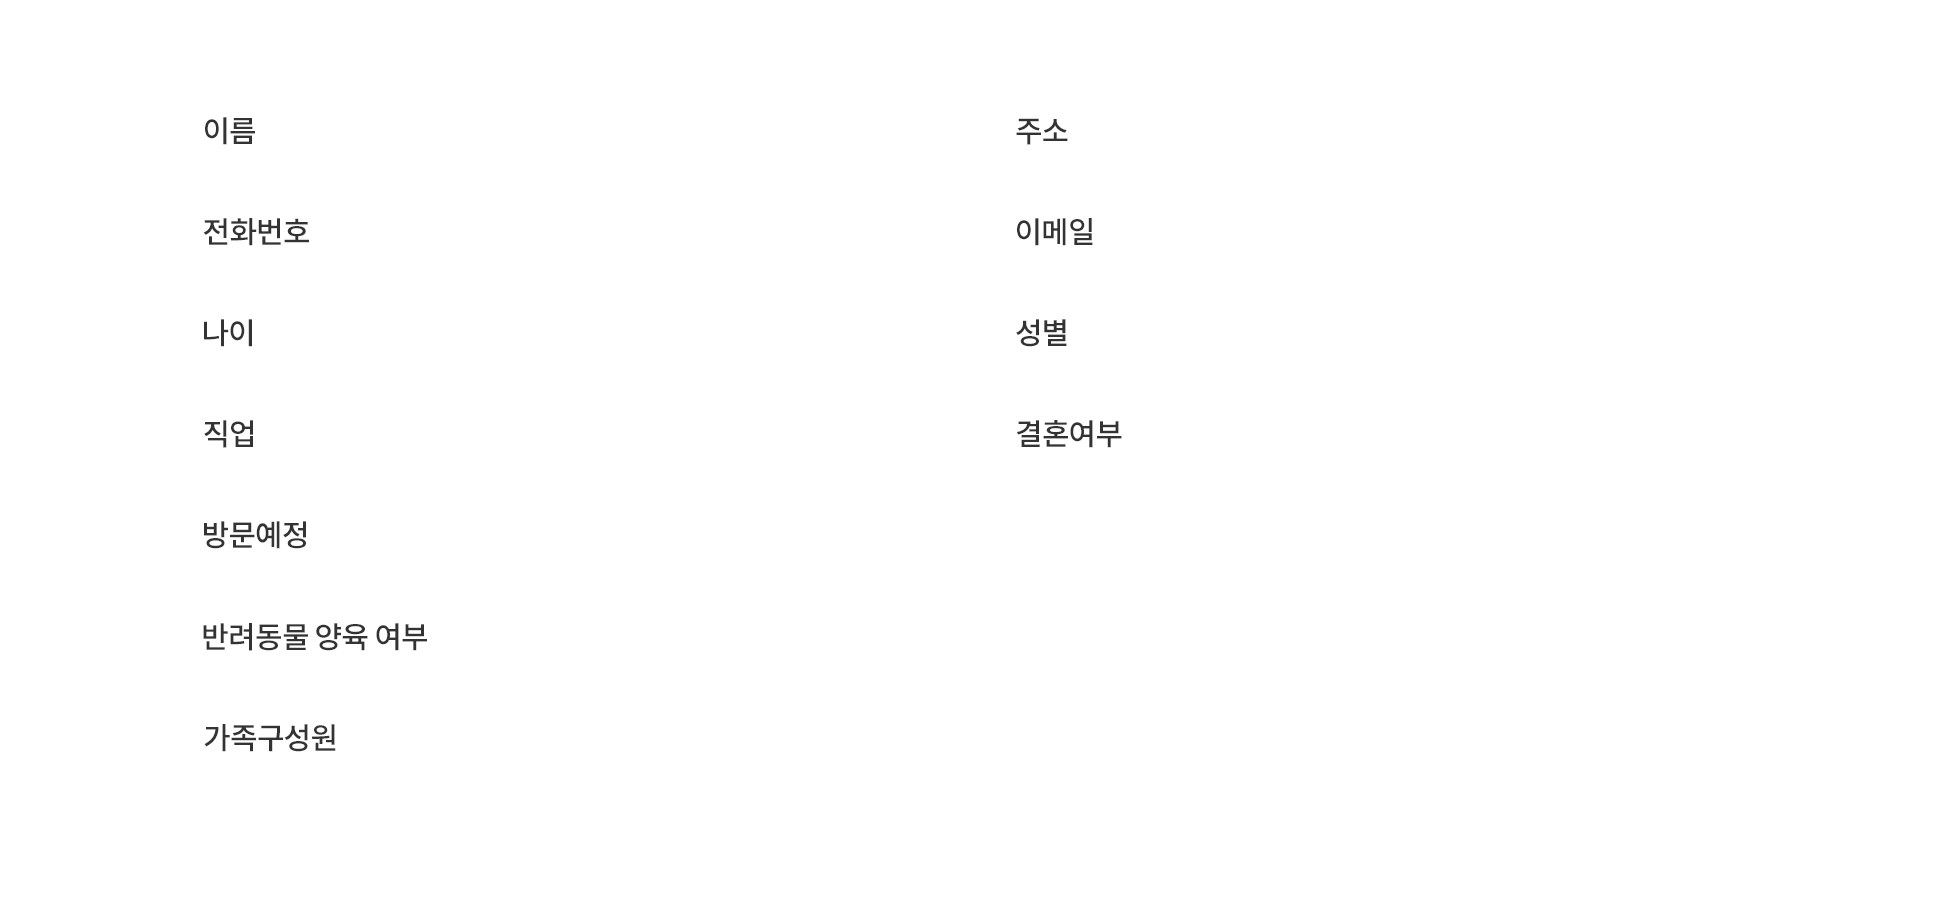 이름
주소
전화번호
이메일
나이
성별
직업
결혼여부
방문예정
반려동물 양육 여부
가족구성원